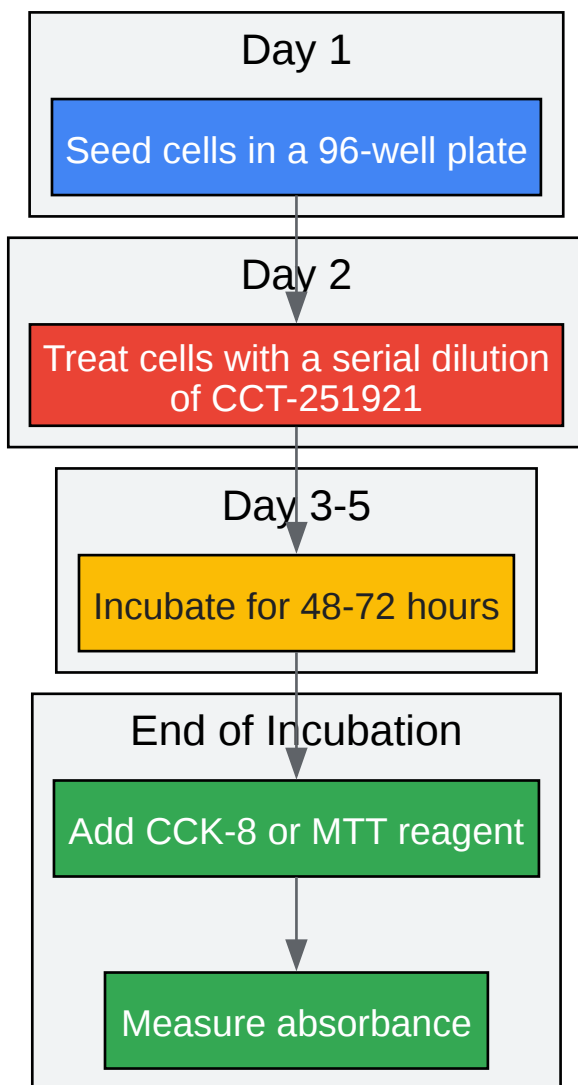 Day 1
Seed cells in a 96-well plate
Day 2
Treat cells with a serial dilution
of CCT-251921
Day 3-5
Incubate for 48-72 hours
End of Incubation
Add CCK-8 or MTT reagent
Measure absorbance